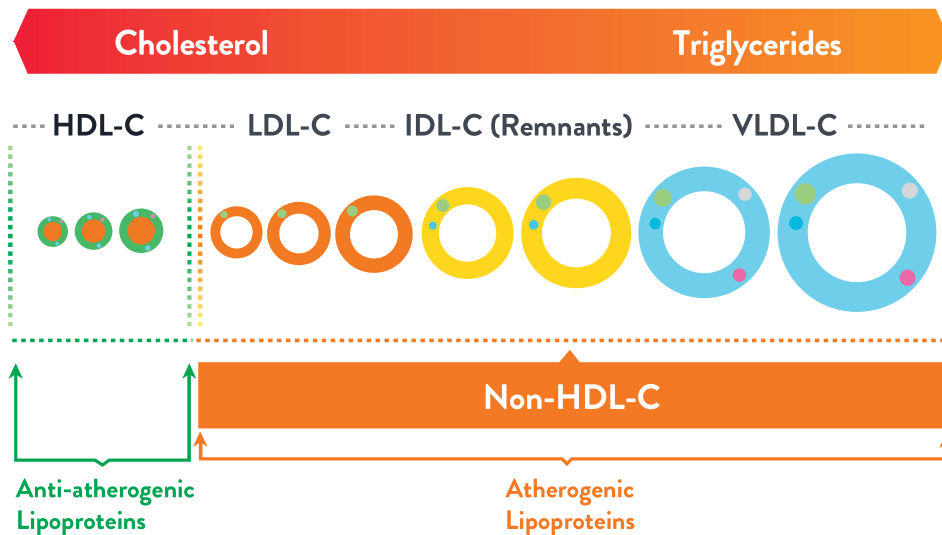 Cholesterol Triglycerides
HDL-C LDL-C IDL-C (Remnants) VLDL-C
Non-HDL-C
Anti-atherogenic
Lipoproteins
Atherogenic
Lipoproteins